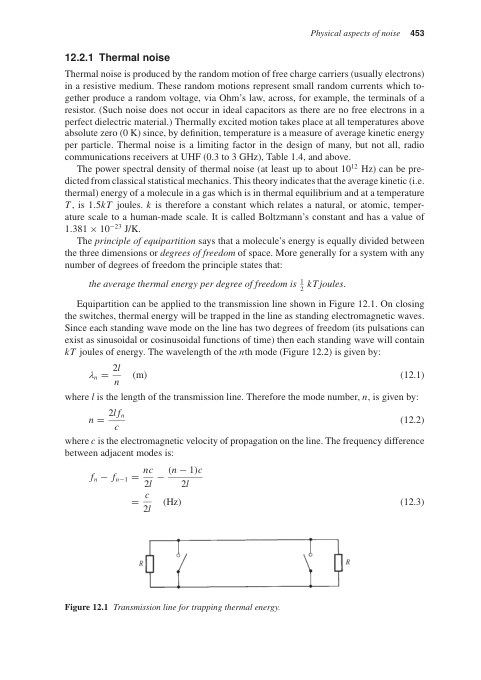 Physical aspects of noise 453
12.2.1 Thermal noise
Thermal noise is produced by the random motion of free charge carriers (usually electrons)
in a resistive medium. These random motions represent small random currents which to-
gether produce a random voltage, via Ohm's law, across, for example, the terminals of a
resistor. (Such noise does not occur in ideal capacitors as there are no free electrons in a
perfect dielectric material.) Thermally excited motion takes place at all temperatures above
absolute zero (0 K) since, by definition, temperature is a measure of average kinetic energy
per particle. Thermal noise is a limiting factor in the design of many, but not all, radio
communications receivers at UHF (0.3 to 3 GHz), Table 1.4, and above.
The power spectral density of thermal noise (at least up to about 10¹² Hz) can be pre-
dicted from classical statistical mechanics. This theory indicates that the average kinetic (i.e.
thermal) energy of a molecule in a gas which is in thermal equilibrium and at a temperature
T, is 1.5kT joules. k is therefore a constant which relates a natural, or atomic, temper-
ature scale to a human-made scale. It is called Boltzmann's constant and has a value of
1.381 × 10⁻²³ J/K.
The principle of equipartition says that a molecule's energy is equally divided between
the three dimensions or degrees of freedom of space. More generally for a system with any
number of degrees of freedom the principle states that:
the average thermal energy per degree of freedom is ½ kT joules.
Equipartition can be applied to the transmission line shown in Figure 12.1. On closing
the switches, thermal energy will be trapped in the line as standing electromagnetic waves.
Since each standing wave mode on the line has two degrees of freedom (its pulsations can
exist as sinusoidal or cosinusoidal functions of time) then each standing wave will contain
kT joules of energy. The wavelength of the nth mode (Figure 12.2) is given by:
λₙ = 2l/n (m) (12.1)
where l is the length of the transmission line. Therefore the mode number, n, is given by:
n = 2lfₙ/c (12.2)
where c is the electromagnetic velocity of propagation on the line. The frequency difference
between adjacent modes is:
fₙ − fₙ₋₁ = nc/2l − (n − 1)c/2l
= c/2l (Hz) (12.3)
R R
Figure 12.1 Transmission line for trapping thermal energy.